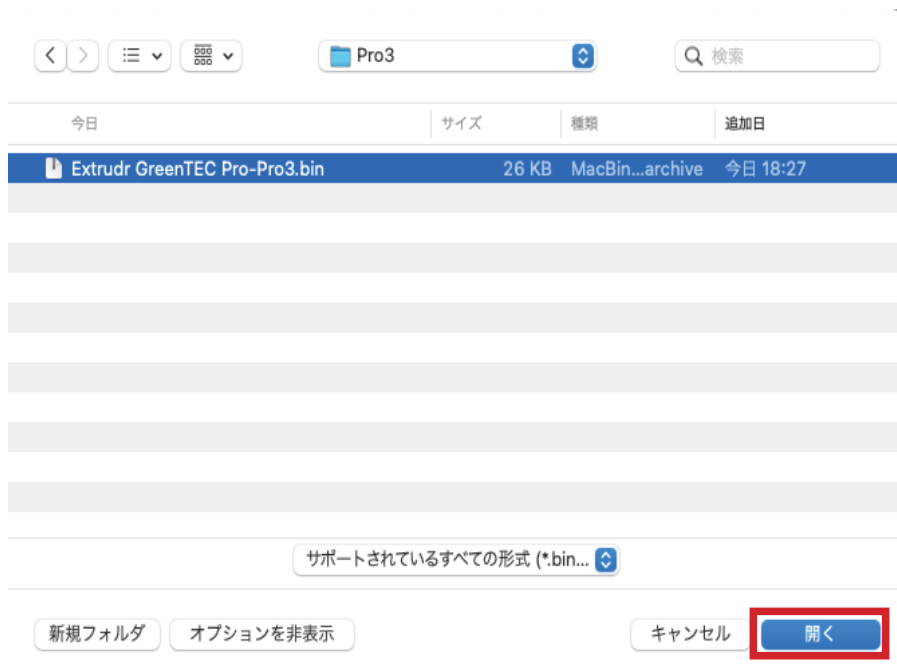 Pro3
検索
今日 サイズ 種類 追加日
Extrudr GreenTEC Pro-Pro3.bin 26 KB MacBin...archive 今日 18:27
サポートされているすべての形式 (*.bin...
新規フォルダ オプションを非表示 キャンセル 開く